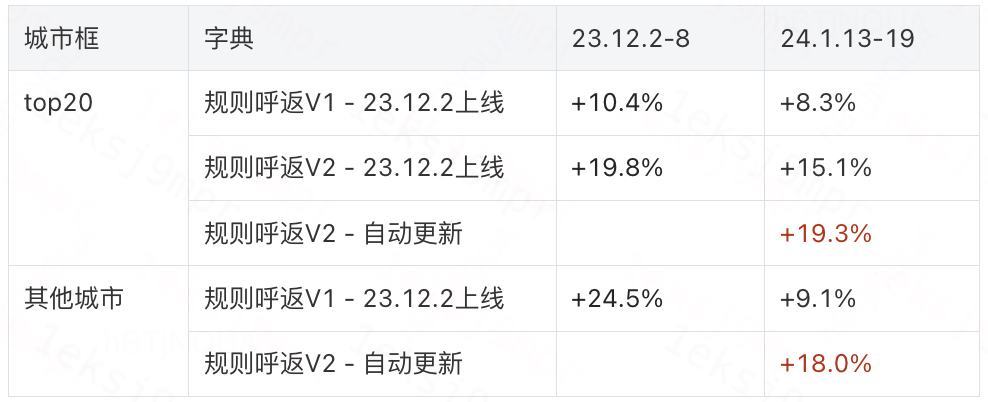 城市框 字典 23.12.2-8 24.1.13-19
top20 规则呼返V1 - 23.12.2上线 +10.4% +8.3%
规则呼返V2 - 23.12.2上线 +19.8% +15.1%
规则呼返V2 - 自动更新 +19.3%
其他城市 规则呼返V1 - 23.12.2上线 +24.5% +9.1%
规则呼返V2 - 自动更新 +18.0%